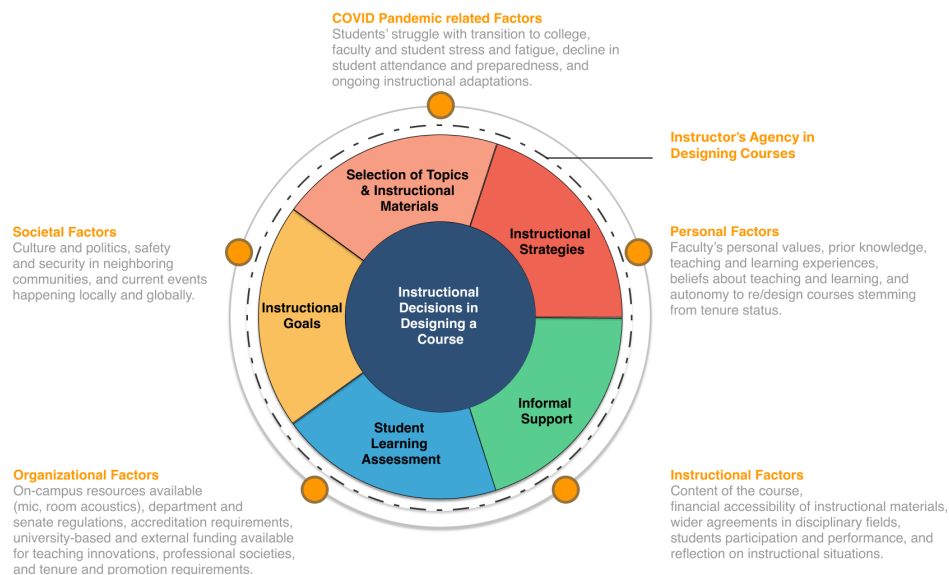 COVID Pandemic related Factors
Students' struggle with transition to college,
faculty and student stress and fatigue, decline in
student attendance and preparedness, and
ongoing instructional adaptations.
Instructor's Agency in
Designing Courses
Selection of Topics
& Instructional
Materials
Instructional
Strategies
Societal Factors
Culture and politics, safety
and security in neighboring
communities, and current events
happening locally and globally.
Personal Factors
Faculty's personal values, prior knowledge,
teaching and learning experiences,
beliefs about teaching and learning, and
autonomy to re/design courses stemming
from tenure status.
Instructional
Goals
Instructional
Decisions in
Designing a
Course
Informal
Support
Student
Learning
Assessment
Organizational Factors
On-campus resources available
(mic, room acoustics), department and
senate regulations, accreditation requirements,
university-based and external funding available
for teaching innovations, professional societies,
and tenure and promotion requirements.
Instructional Factors
Content of the course,
financial accessibility of instructional materials,
wider agreements in disciplinary fields,
students participation and performance, and
reflection on instructional situations.